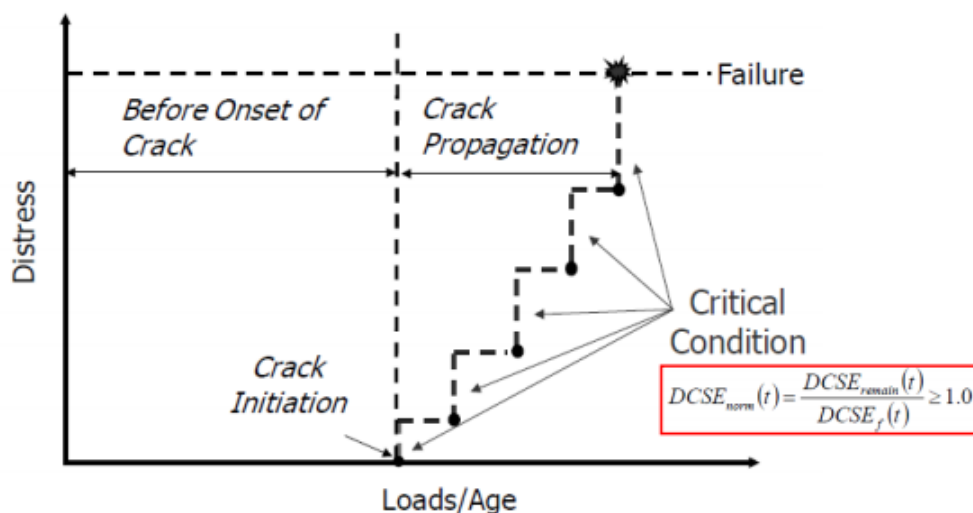 Failure
Before Onset of
Crack
Crack
Propagation
Distress
Critical
Condition
Crack
Initiation
DCSE_norm(t) = DCSE_remain(t) / DCSE_f(t) ≥ 1.0
Loads/Age